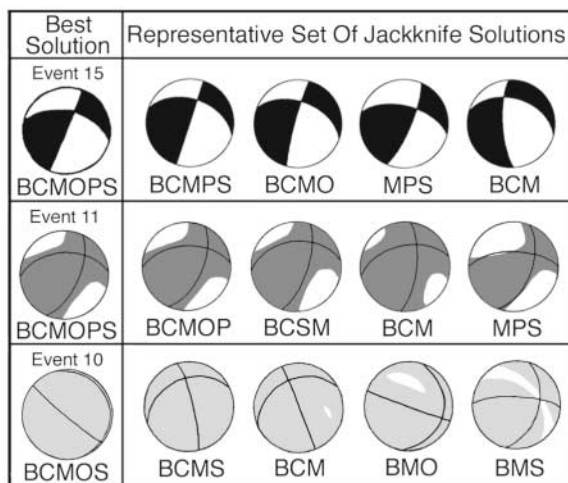 Best Solution
Representative Set Of Jackknife Solutions
Event 15
BCMOPS
BCMPS
BCMO
MPS
BCM
Event 11
BCMOPS
BCMOP
BCSM
BCM
MPS
Event 10
BCMOS
BCMS
BCM
BMO
BMS